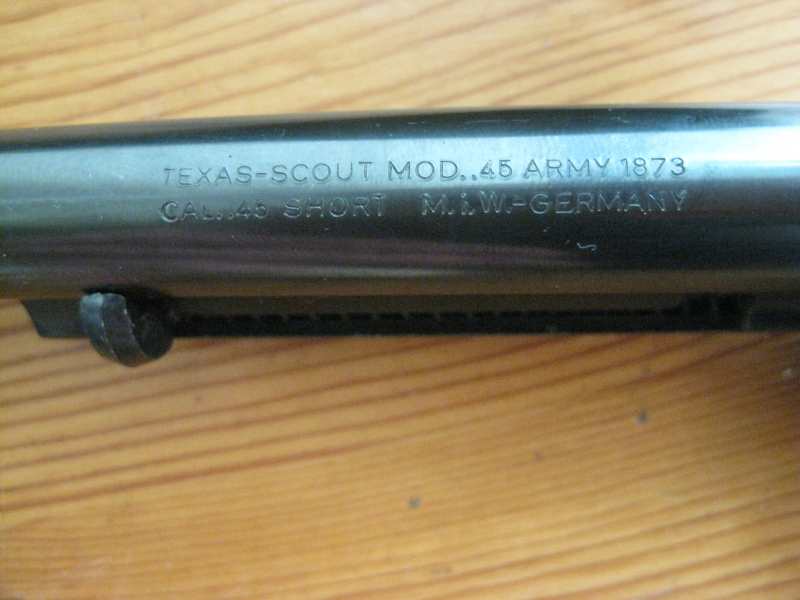 TEXAS-SCOUT MOD..45 ARMY 1873
CAL..45 SHORT M.i.W.-GERMANY